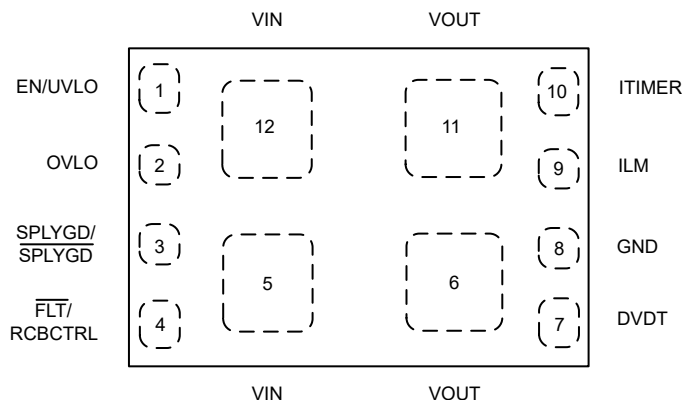 VIN VOUT
EN/UVLO 1 12 11 10 ITIMER
OVLO 2 9 ILM
SPLYGD/
SPLYGD 3 5 6 8 GND
FLT/
RCBCTRL 4 7 DVDT
VIN VOUT